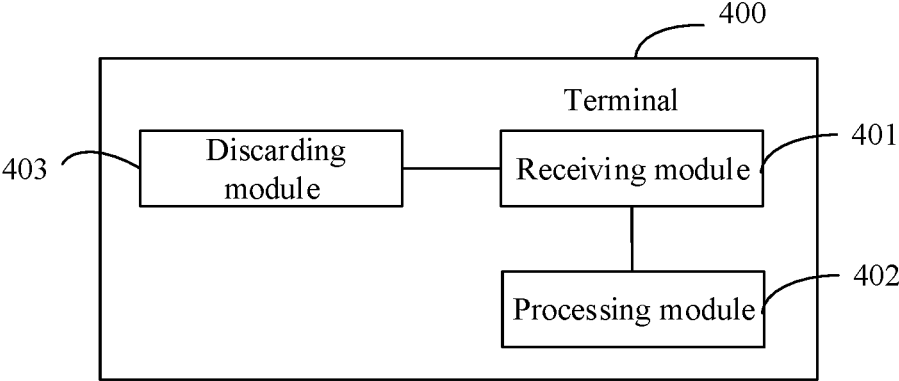 400
Terminal
401
Discarding
module
Receiving module
403
402
Processing module